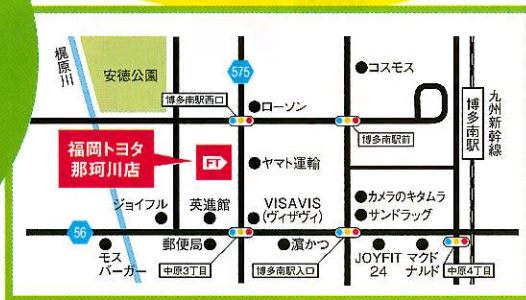 梶原川
安徳公園
575
コスモス
博多南駅西口
ローソン
博多南駅前
博多南駅
九州新幹線
福岡トヨタ
那珂川店
FT
ヤマト運輸
ジョイフル
英進館
VISAVIS
(ヴィザヴィ)
カメラのキタムラ
サンドラッグ
56
モス
バーガー
郵便局
中原3丁目
濵かつ
博多南駅入口
JOYFIT
24
マクド
ナルド
中原4丁目